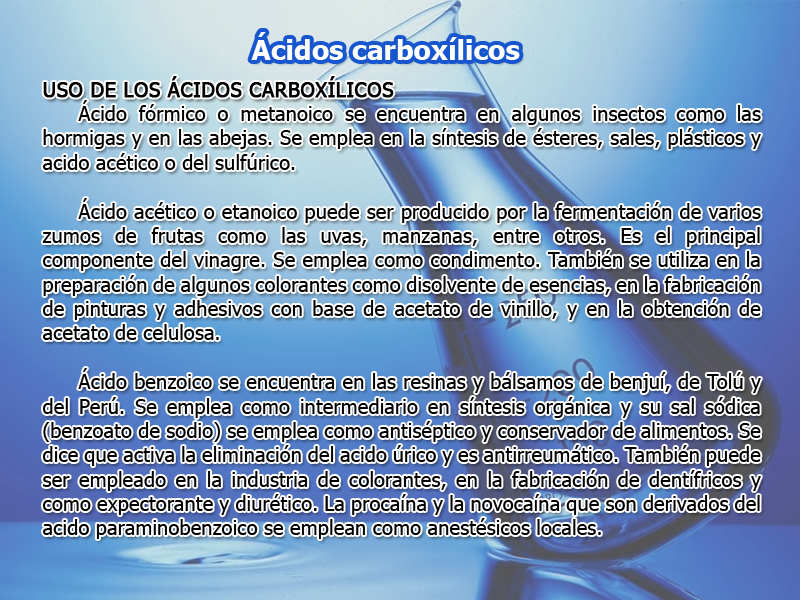 Ácidos carboxílicos
USO DE LOS ÁCIDOS CARBOXÍLICOS
Ácido fórmico o metanoico se encuentra en algunos insectos como las
hormigas y en las abejas. Se emplea en la síntesis de ésteres, sales, plásticos y
acido acético o del sulfúrico.
Ácido acético o etanoico puede ser producido por la fermentación de varios
zumos de frutas como las uvas, manzanas, entre otros. Es el principal
componente del vinagre. Se emplea como condimento. También se utiliza en la
preparación de algunos colorantes como disolvente de esencias, en la fabricación
de pinturas y adhesivos con base de acetato de vinillo, y en la obtención de
acetato de celulosa.
Ácido benzoico se encuentra en las resinas y bálsamos de benjuí, de Tolú y
del Perú. Se emplea como intermediario en síntesis orgánica y su sal sódica
(benzoato de sodio) se emplea como antiséptico y conservador de alimentos. Se
dice que activa la eliminación del acido úrico y es antirreumático. También puede
ser empleado en la industria de colorantes, en la fabricación de dentífricos y
como expectorante y diurético. La procaína y la novocaína que son derivados del
acido paraminobenzoico se emplean como anestésicos locales.